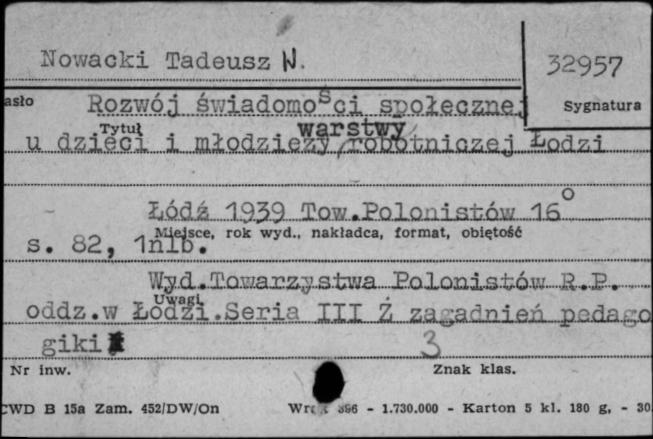 Nowacki Tadeusz N.
32957
asło Rozwój świadomości społecznej
Sygnatura
Tytuł warstwy
u dzieci i młodzieży robotniczej Łodzi
Łódź 1939 Tow.Polonistów 16°
Miejsce, rok wyd., nakładca, format, objętość
s. 82, 1nlb.
Wyd.Towarzystwa Polonistów R.P.
Uwagi
oddz.w Łodzi.Seria III Ź zagadnień pedago
giki 3
Nr inw. Znak klas.
CWD B 15a Zam. 452/DW/On 896 - 1.730.000 - Karton 5 kl. 180 g, - 30